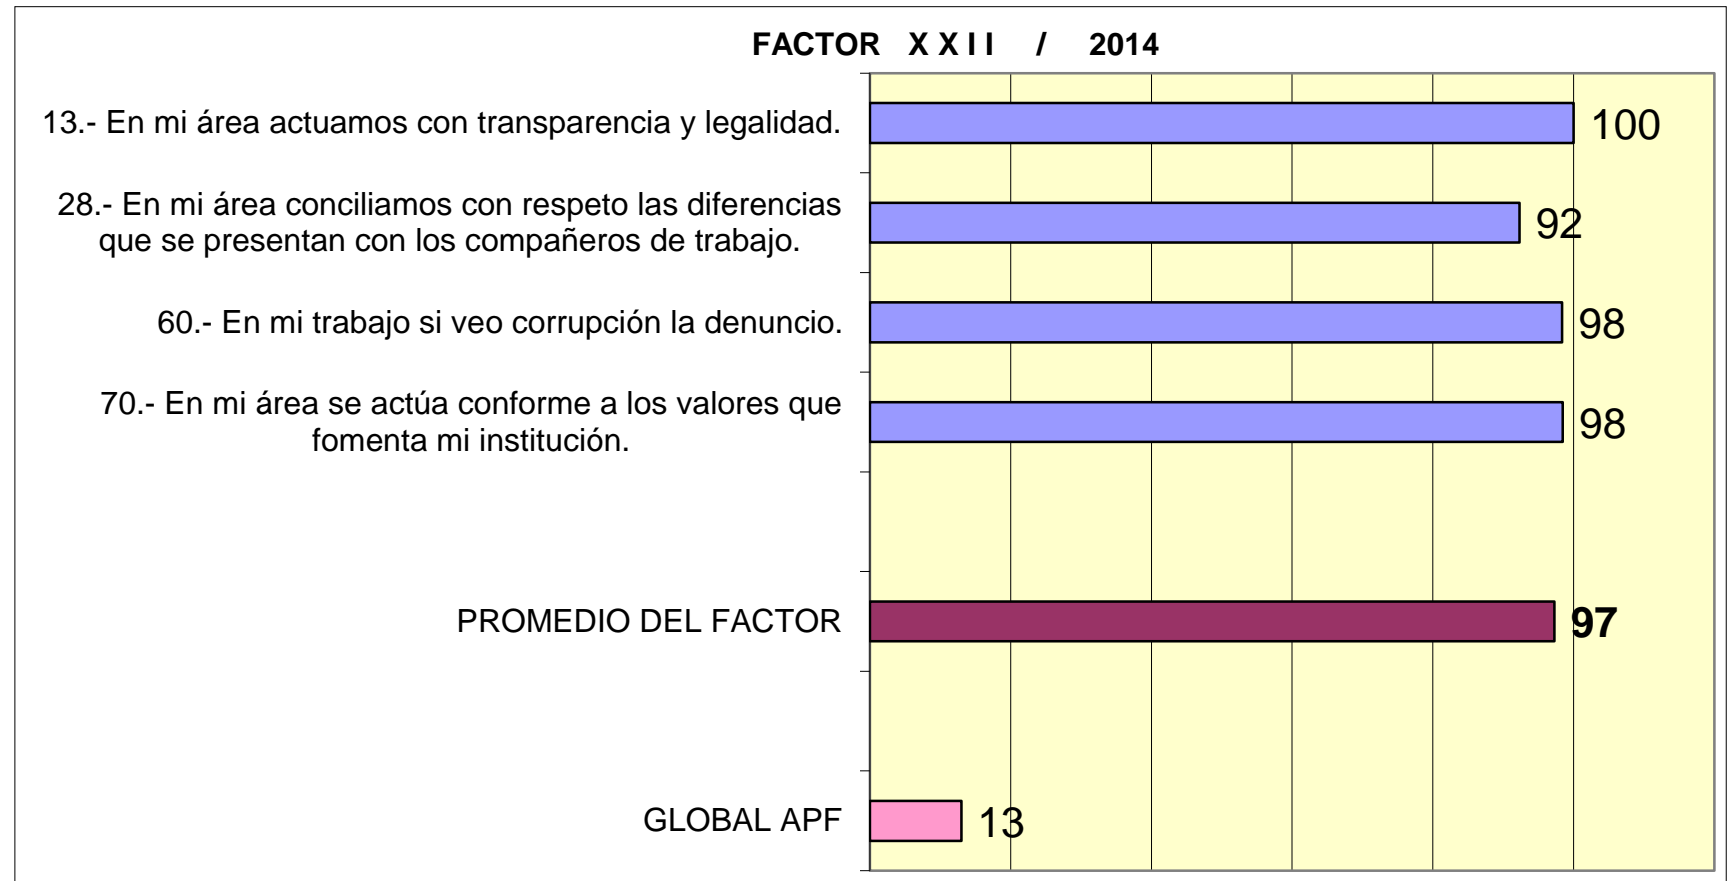 FACTOR X X I I / 2014
13.- En mi área actuamos con transparencia y legalidad.
100
28.- En mi área conciliamos con respeto las diferencias
que se presentan con los compañeros de trabajo.
92
60.- En mi trabajo si veo corrupción la denuncio.
98
70.- En mi área se actúa conforme a los valores que
fomenta mi institución.
98
PROMEDIO DEL FACTOR
97
GLOBAL APF
13